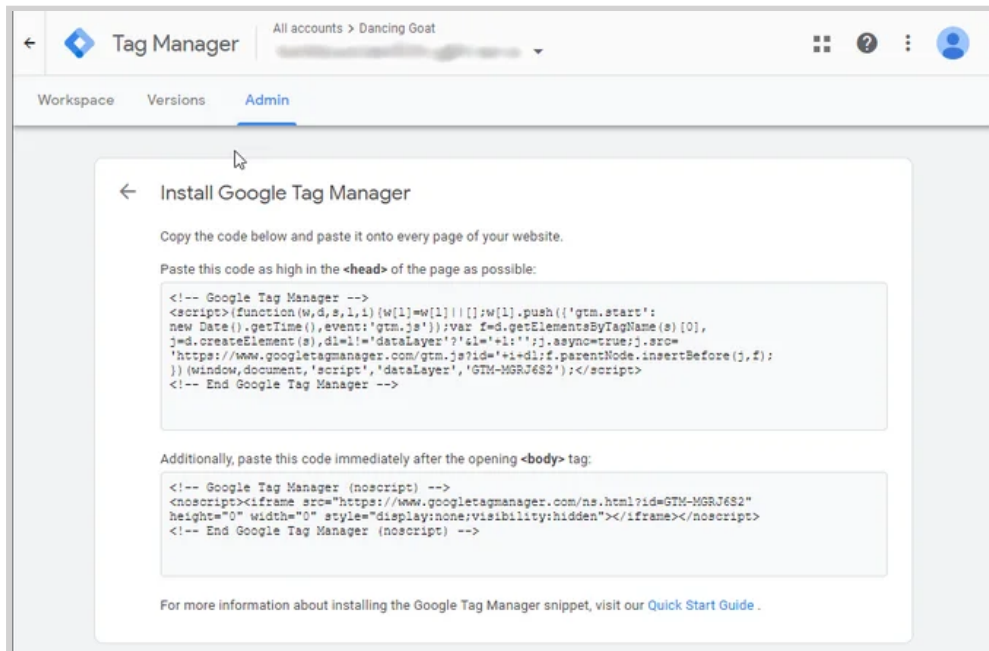 All accounts > Dancing Goat
Tag Manager
Workspace Versions Admin
Install Google Tag Manager
Copy the code below and paste it onto every page of your website.
Paste this code as high in the <head> of the page as possible:
<!-- Google Tag Manager -->
<script>(function(w,d,s,l,i){w[l]=w[l]||[];w[l].push({'gtm.start':
new Date().getTime(),event:'gtm.js'});var f=d.getElementsByTagName(s)[0],
j=d.createElement(s),dl=l!='dataLayer'?'&l='+l:'';j.async=true;j.src=
'https://www.googletagmanager.com/gtm.js?id='+i+dl;f.parentNode.insertBefore(j,f);
})(window,document,'script','dataLayer','GTM-MGRJ6S2');</script>
<!-- End Google Tag Manager -->
Additionally, paste this code immediately after the opening <body> tag:
<!-- Google Tag Manager (noscript) -->
<noscript><iframe src="https://www.googletagmanager.com/ns.html?id=GTM-MGRJ6S2"
height="0" width="0" style="display:none;visibility:hidden"></iframe></noscript>
<!-- End Google Tag Manager (noscript) -->
For more information about installing the Google Tag Manager snippet, visit our Quick Start Guide .